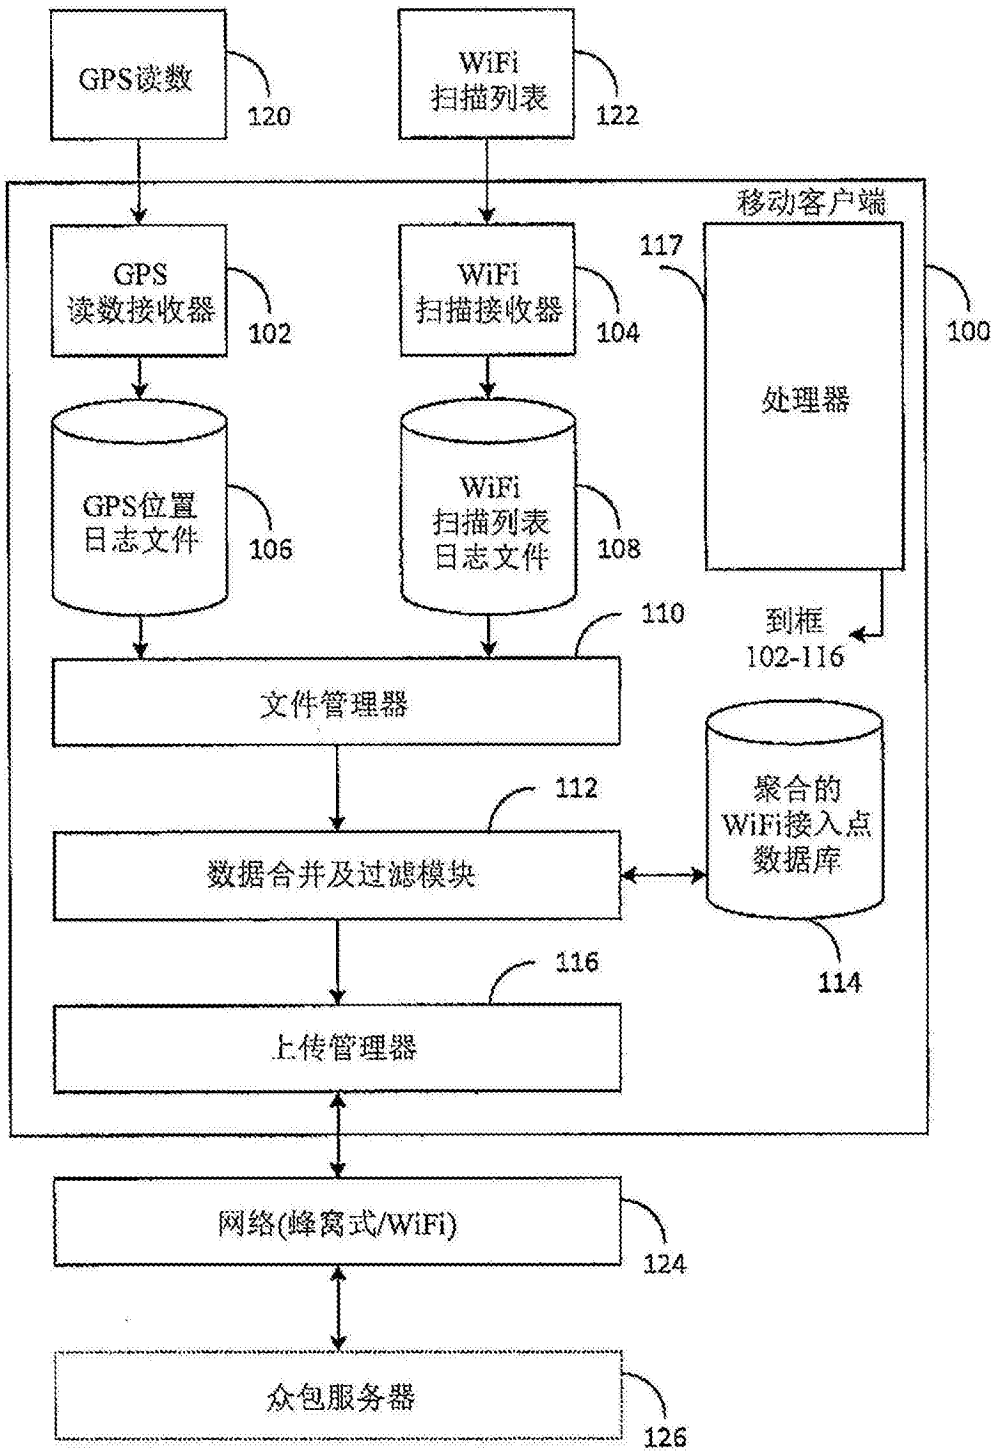 GPS读数
120
WiFi
扫描列表
122
移动客户端
100
GPS
读数接收器
102
WiFi
扫描接收器
104
117
处理器
GPS位置
日志文件
106
WiFi
扫描列表
日志文件
108
到框
102-116
110
文件管理器
112
数据合并及过滤模块
聚合的
WiFi接入点
数据库
114
116
上传管理器
网络(蜂窝式/WiFi)
124
众包服务器
126